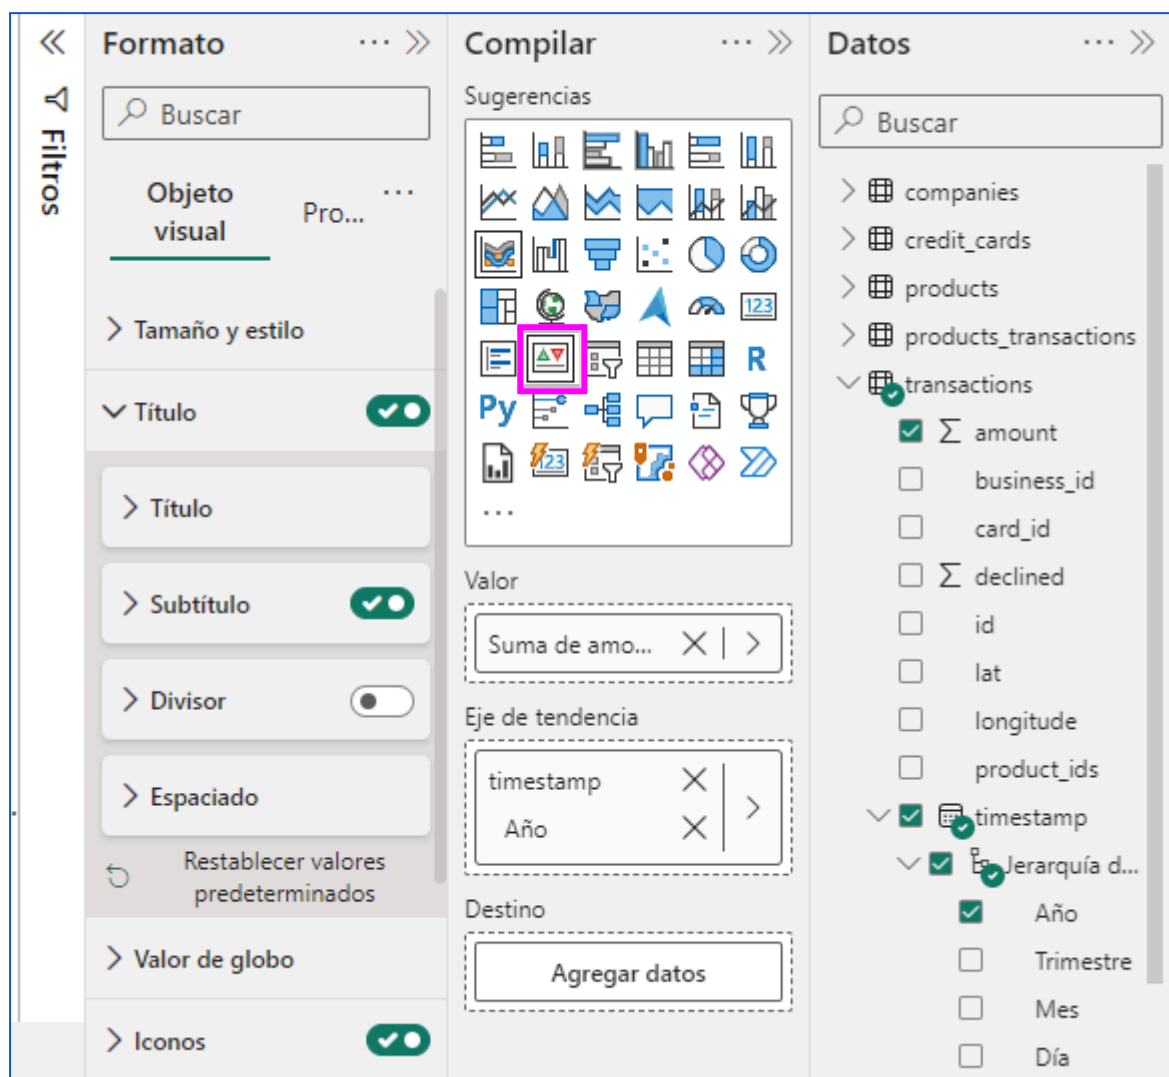 Filtros
Formato
Buscar
Objeto
visual
Pro...
Tamaño y estilo
Título
Título
Subtítulo
Divisor
Espaciado
Restablecer valores
predeterminados
Valor de globo
Iconos
Compilar
Sugerencias
123
R
Py
123
Valor
Suma de amo...
Eje de tendencia
timestamp
Año
Destino
Agregar datos
Datos
Buscar
companies
credit_cards
products
products_transactions
transactions
amount
business_id
card_id
declined
id
lat
longitude
product_ids
timestamp
Jerarquía d...
Año
Trimestre
Mes
Día